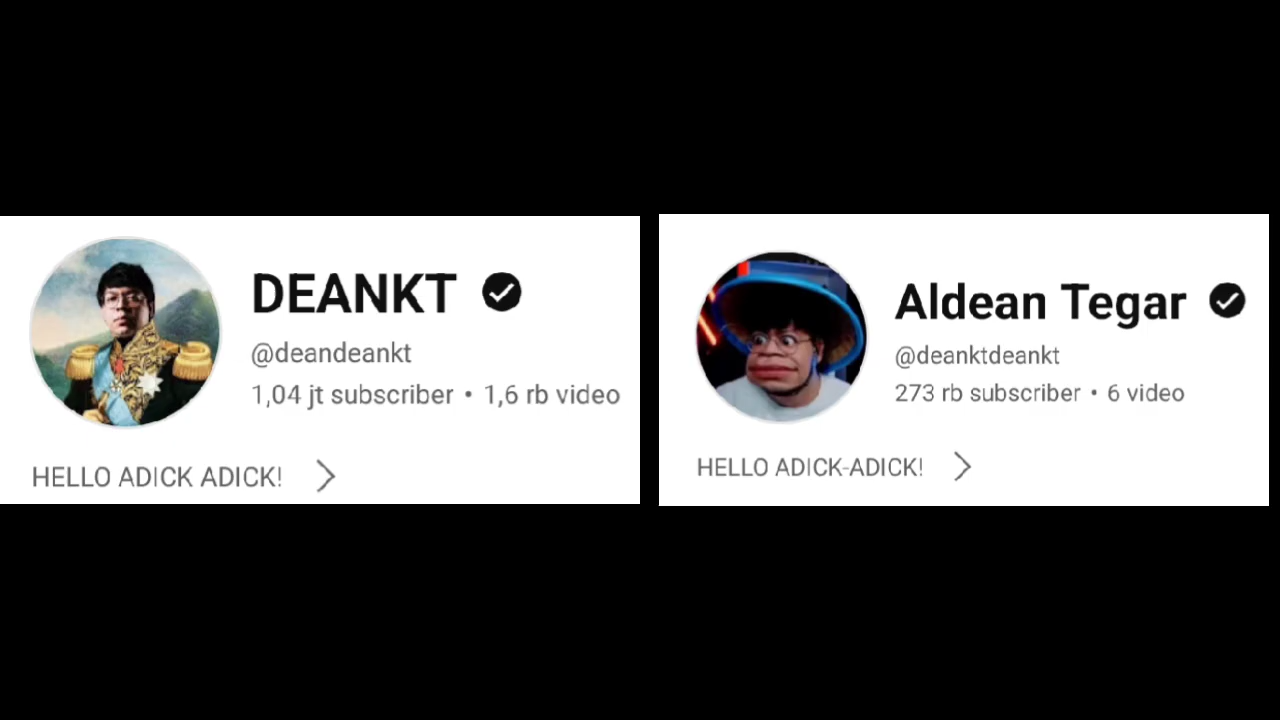 DEANKT
@deandeankt
1,04 jt subscriber • 1,6 rb video
HELLO ADICK ADICK!
Aldean Tegar
@deanktdeankt
273 rb subscriber • 6 video
HELLO ADICK-ADICK!